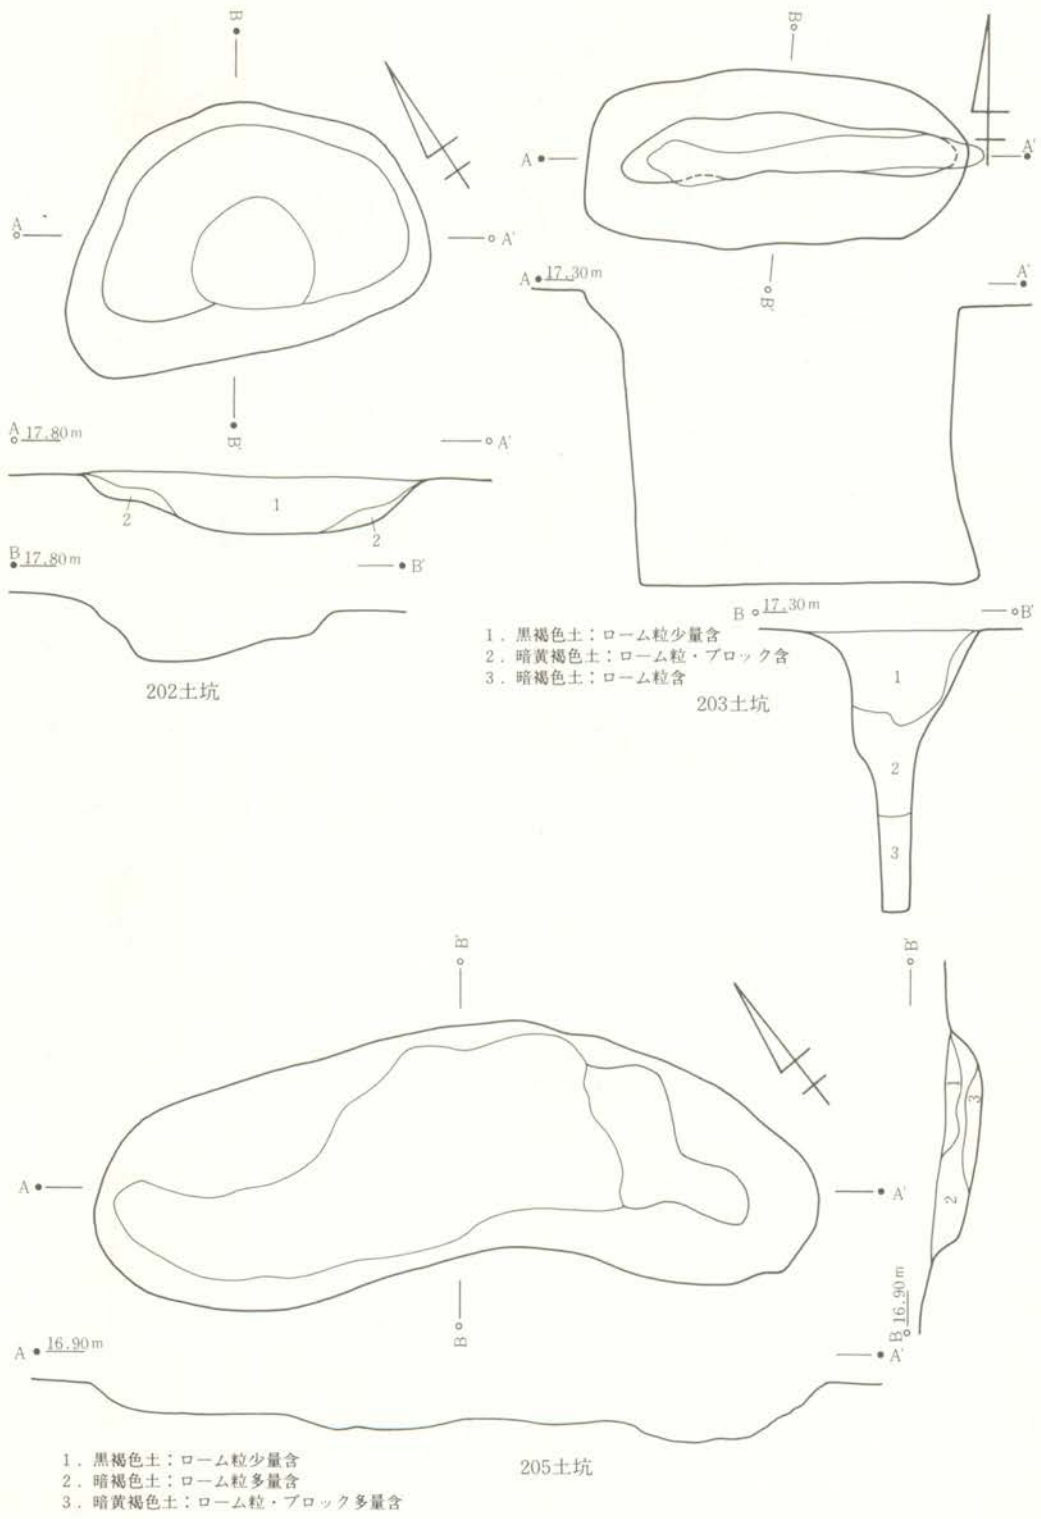 B
A
A'
B'
A 17.80m
A'
1
2
2
B 17.80m
B'
202土坑
B
A
A'
B'
A 17.30m
A'
B 17.30m
B'
1
2
3
1．黒褐色土：ローム粒少量含
2．暗黄褐色土：ローム粒・ブロック含
3．暗褐色土：ローム粒含
203土坑
B'
A
A'
B
B'
1
3
2
B 16.90m
A 16.90m
A'
1．黒褐色土：ローム粒少量含
2．暗褐色土：ローム粒多量含
3．暗黄褐色土：ローム粒・ブロック多量含
205土坑